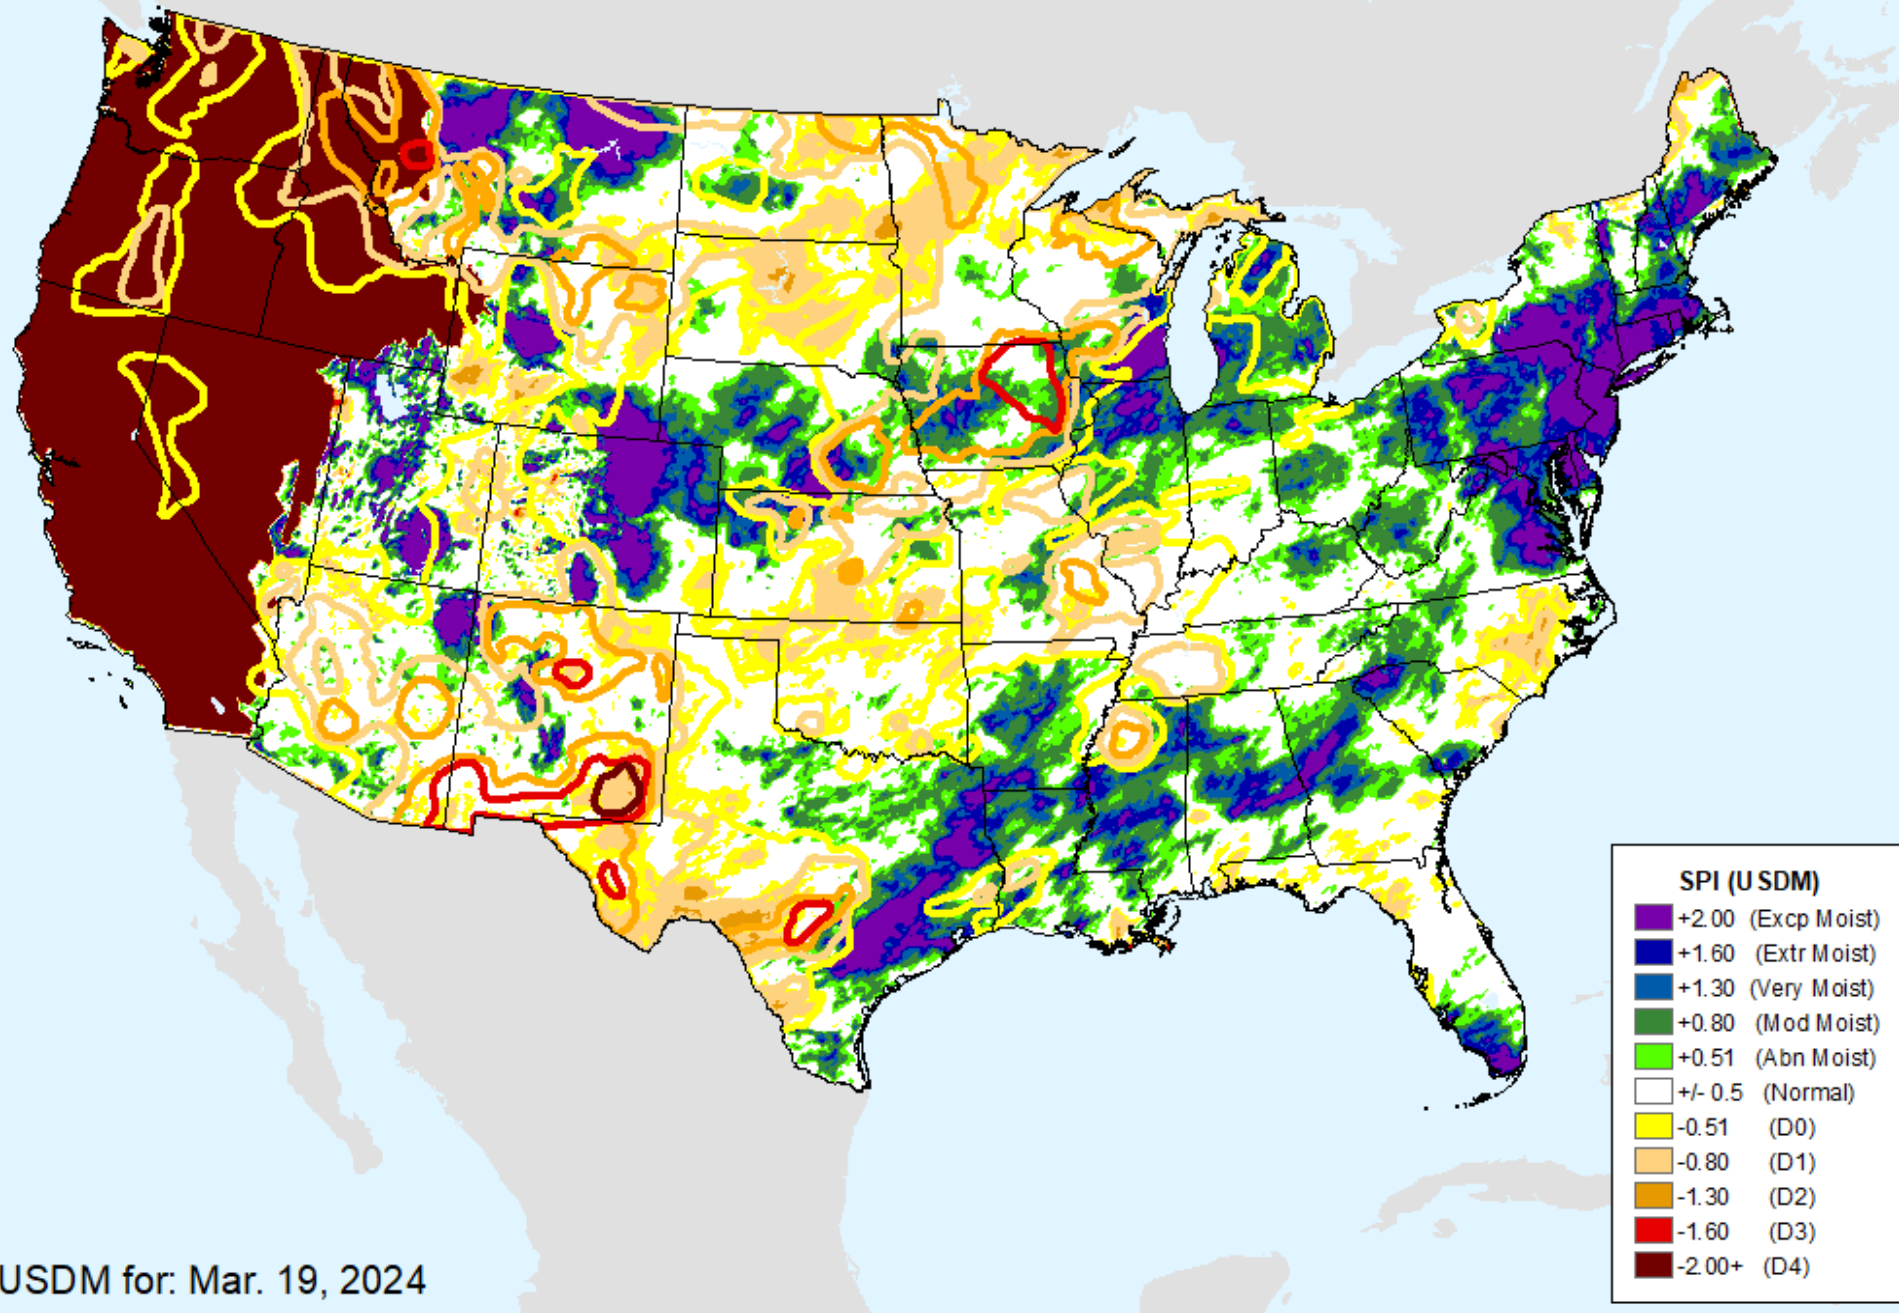 SPI (USDM)
+2.00 (Excp Moist)
+1.60 (Extr Moist)
+1.30 (Very Moist)
+0.80 (Mod Moist)
+0.51 (Abn Moist)
+/- 0.5 (Normal)
-0.51 (D0)
-0.80 (D1)
-1.30 (D2)
-1.60 (D3)
-2.00+ (D4)
USDM for: Mar. 19, 2024